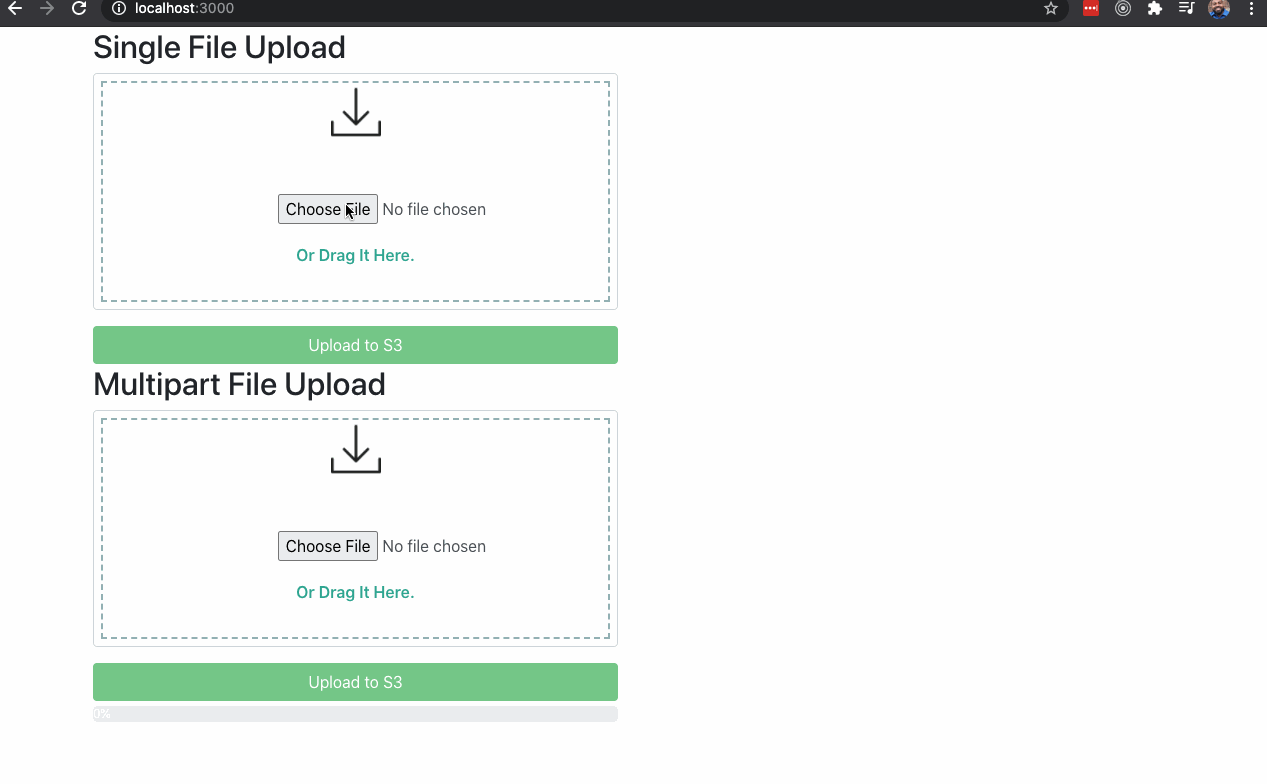 localhost:3000
Single File Upload
Choose File No file chosen
Or Drag It Here.
Upload to S3
Multipart File Upload
Choose File No file chosen
Or Drag It Here.
Upload to S3
0%